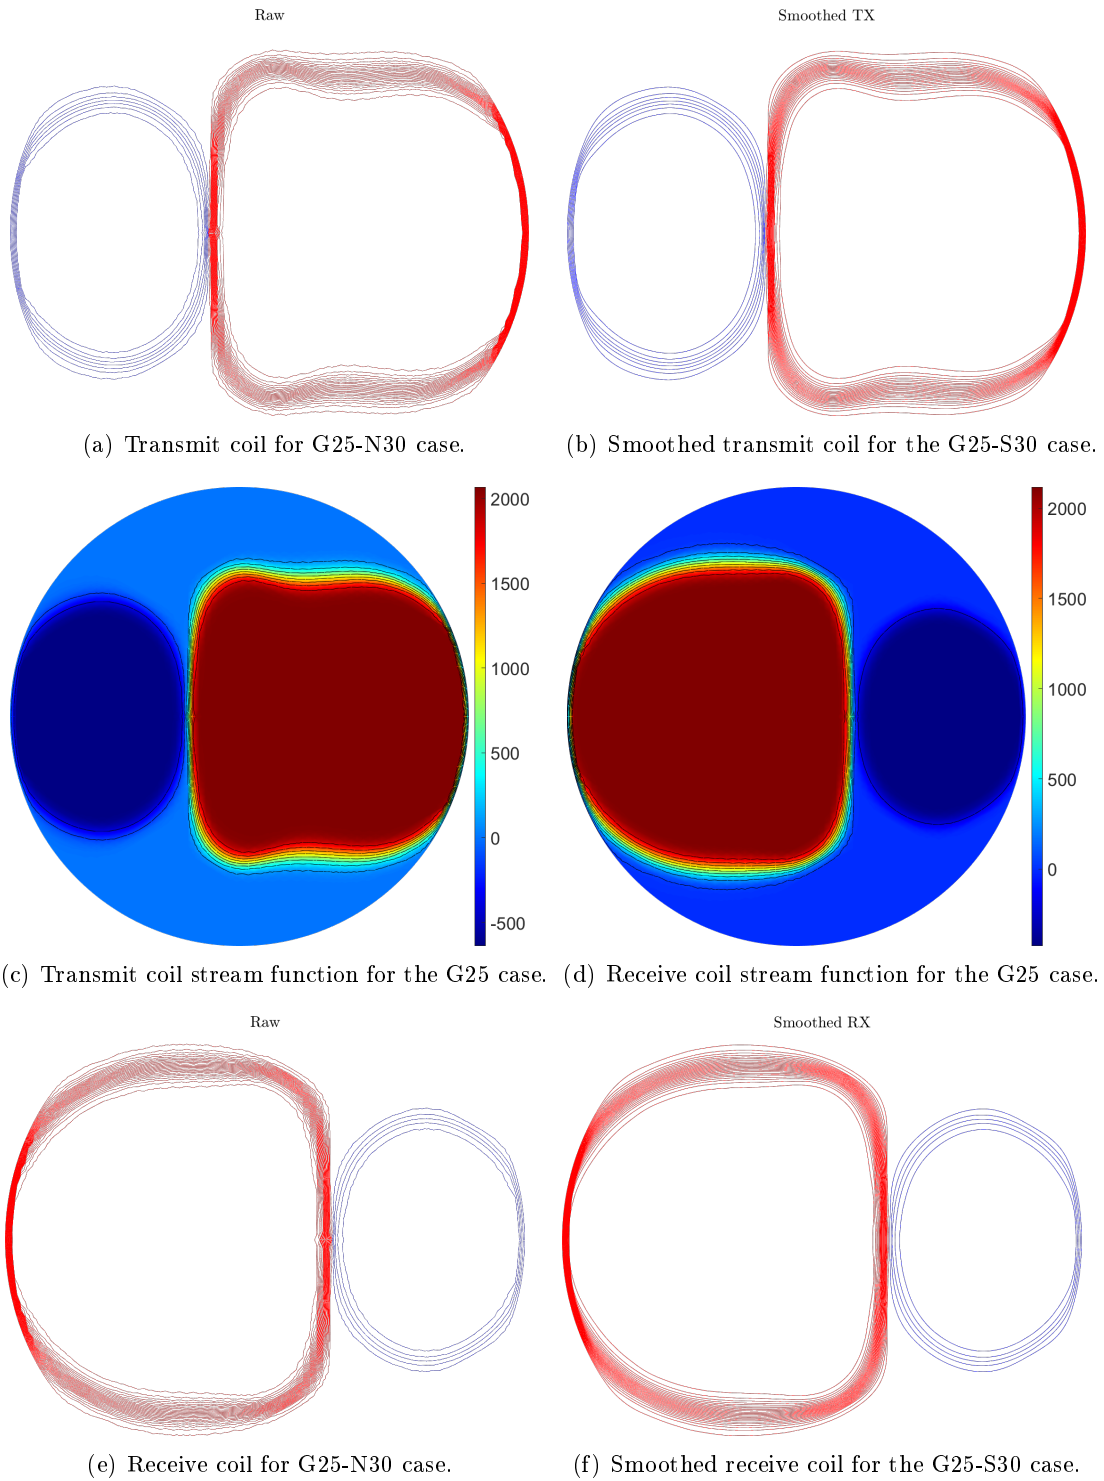 Raw
Smoothed TX
(a) Transmit coil for G25-N30 case.
(b) Smoothed transmit coil for the G25-S30 case.
2000
1500
1000
500
0
-500
2000
1500
1000
500
0
(c) Transmit coil stream function for the G25 case.
(d) Receive coil stream function for the G25 case.
Raw
Smoothed RX
(e) Receive coil for G25-N30 case.
(f) Smoothed receive coil for the G25-S30 case.